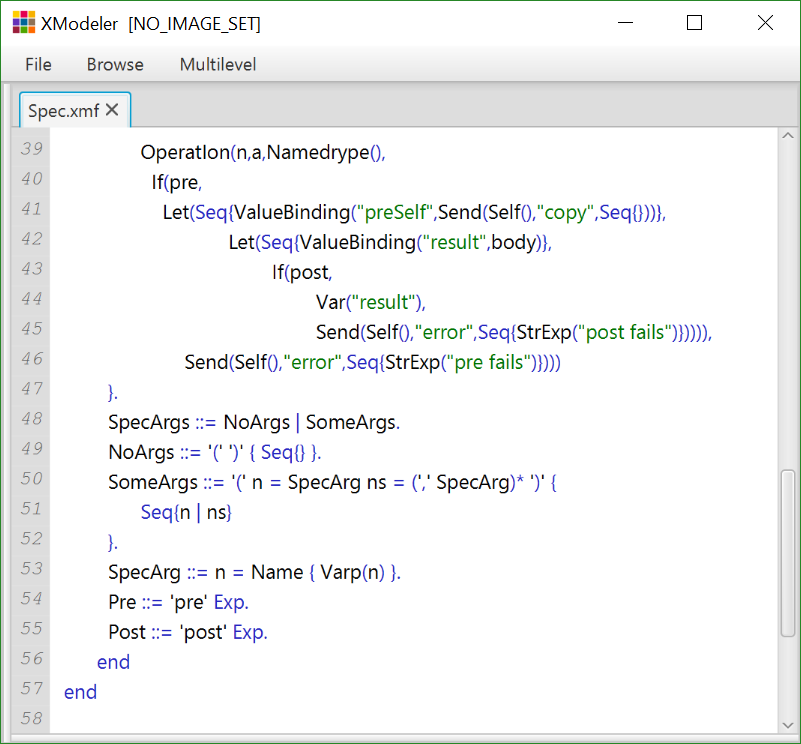 XModeler [NO_IMAGE_SET]
File Browse Multilevel
Spec.xmf
39 OperatIon(n,a,Namedrype(),
40 If(pre,
41 Let(Seq{ValueBinding("preSelf",Send(Self(),"copy",Seq{}))},
42 Let(Seq{ValueBinding("result",body)},
43 If(post,
44 Var("result"),
45 Send(Self(),"error",Seq{StrExp("post fails")})))),
46 Send(Self(),"error",Seq{StrExp("pre fails")})))
47 }.
48 SpecArgs ::= NoArgs | SomeArgs.
49 NoArgs ::= '(' ')' { Seq{} }.
50 SomeArgs ::= '(' n = SpecArg ns = (',' SpecArg)* ')' {
51 Seq{n | ns}
52 }.
53 SpecArg ::= n = Name { Varp(n) }.
54 Pre ::= 'pre' Exp.
55 Post ::= 'post' Exp.
56 end
57 end
58